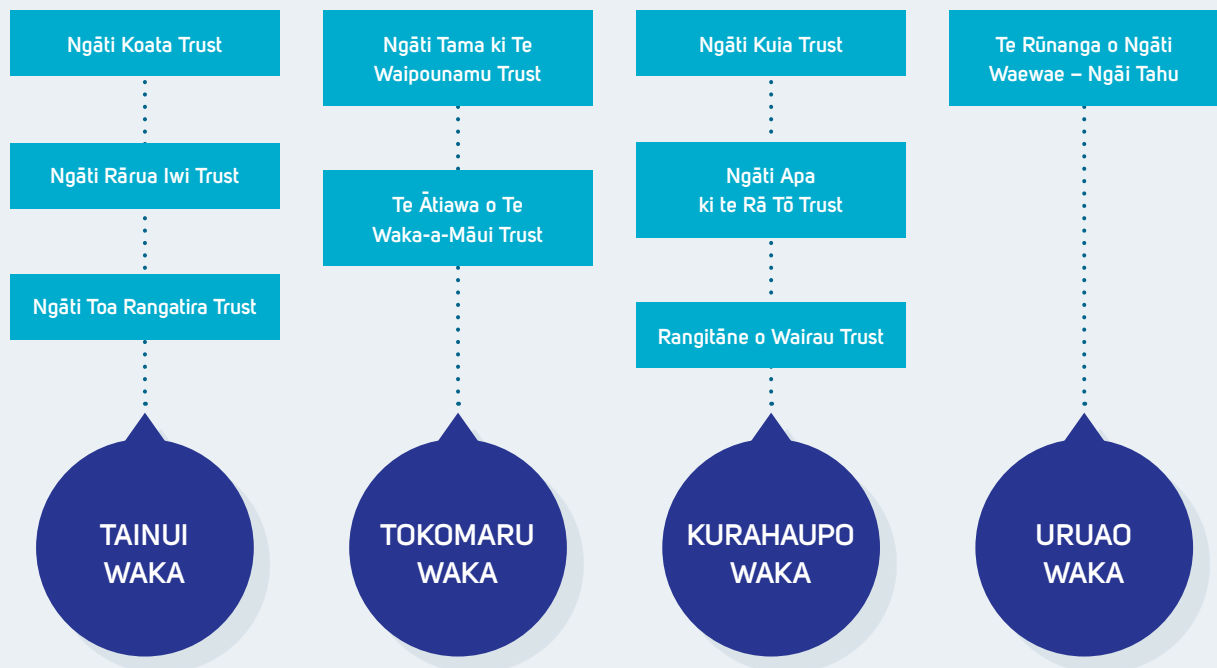 Ngāti Koata Trust
Ngāti Rārua Iwi Trust
Ngāti Toa Rangatira Trust
TAINUI
WAKA
Ngāti Tama ki Te
Waipounamu Trust
Te Ātiawa o Te
Waka-a-Māui Trust
TOKOMARU
WAKA
Ngāti Kuia Trust
Ngāti Apa
ki te Rā Tō Trust
Rangitāne o Wairau Trust
KURAHAUPO
WAKA
Te Rūnanga o Ngāti
Waewae – Ngāi Tahu
URUAO
WAKA